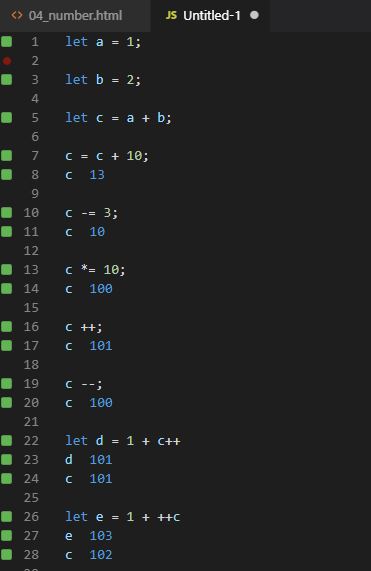 04_number.html JS Untitled-1
1 let a = 1;
2
3 let b = 2;
4
5 let c = a + b;
6
7 c = c + 10;
8 c 13
9
10 c -= 3;
11 c 10
12
13 c *= 10;
14 c 100
15
16 c ++;
17 c 101
18
19 c --;
20 c 100
21
22 let d = 1 + c++
23 d 101
24 c 101
25
26 let e = 1 + ++c
27 e 103
28 c 102